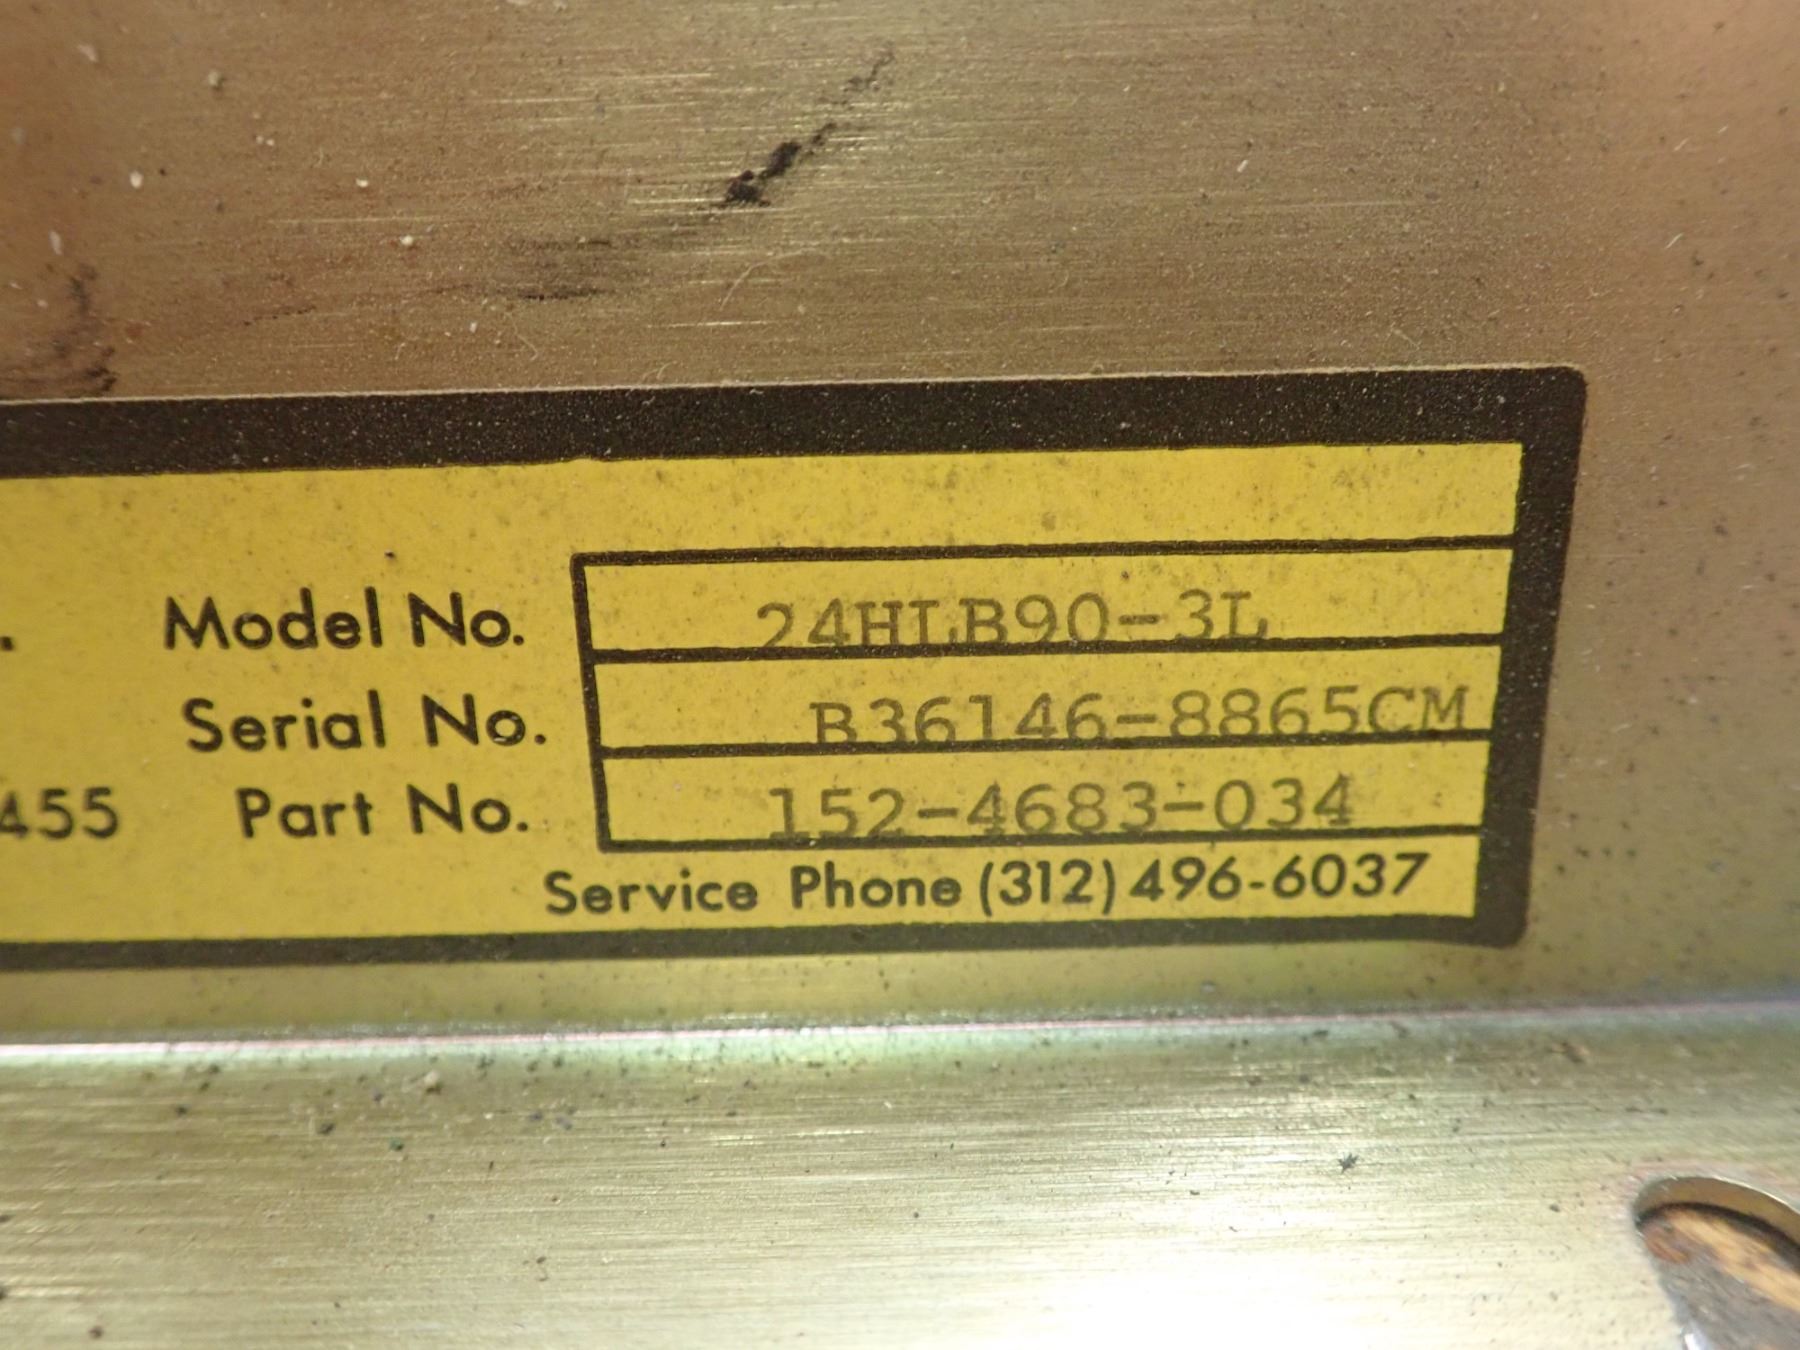 . Model No. 24HLB90-3L
Serial No. B36146-8865CM
455 Part No. 152-4683-034
Service Phone (312) 496-6037